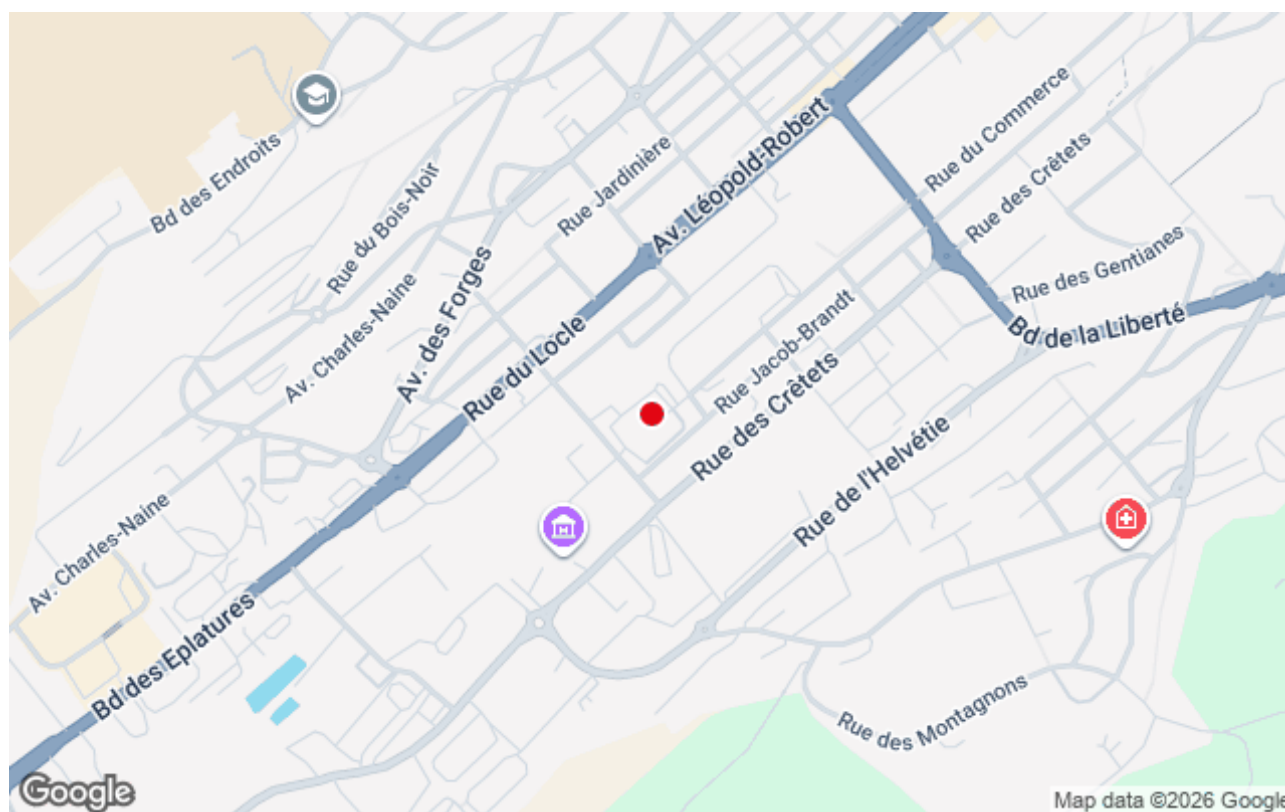 Bd des Endroits
Rue du Bois-Noir
Rue Jardinière
Av. Léopold-Robert
Rue du Commerce
Rue des Crêtets
Rue des Gentianes
Bd de la Liberté
Av. Charles-Naine
Av. des Forges
Rue du Locle
Rue Jacob-Brandt
Rue des Crêtets
Rue de l'Helvétie
Av. Charles-Naine
Bd des Eplatures
Rue des Montagnons
M
Google
Map data ©2026 Google